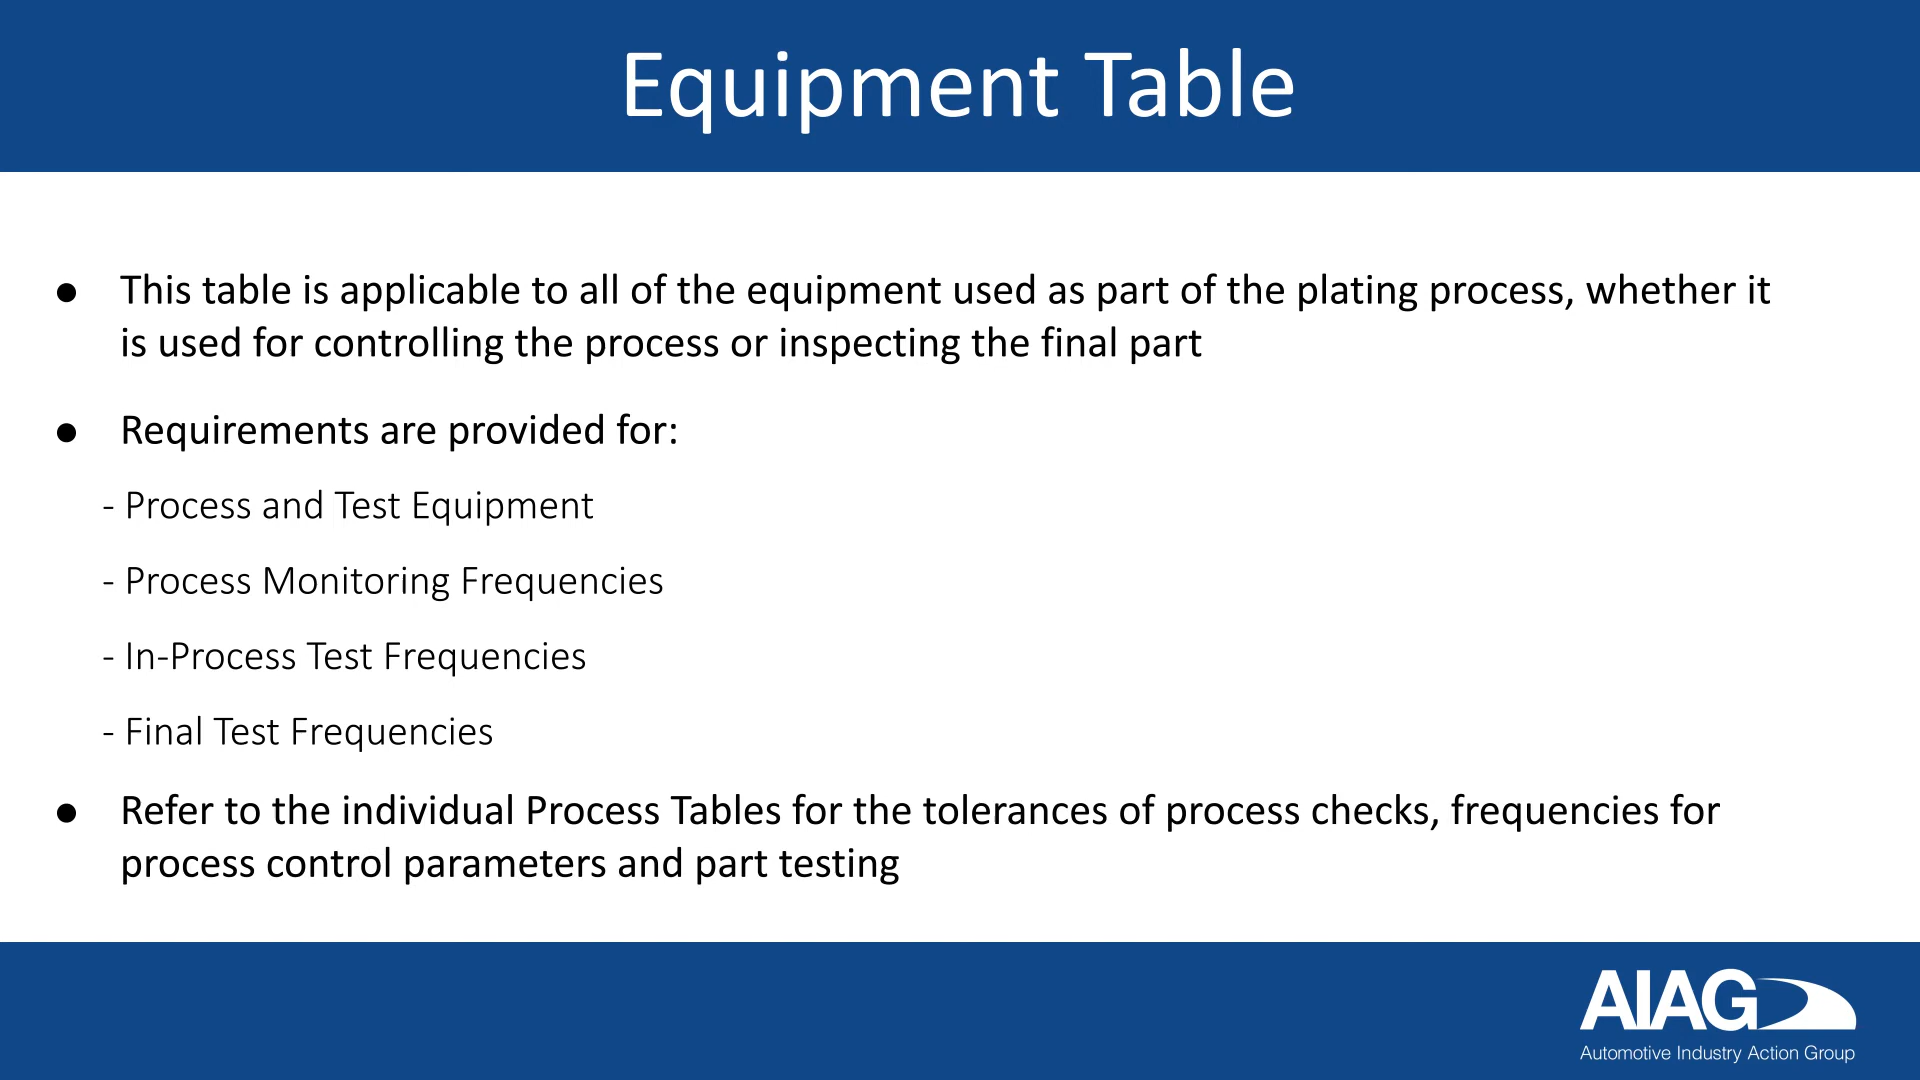 Equipment Table
● This table is applicable to all of the equipment used as part of the plating process, whether it
is used for controlling the process or inspecting the final part
● Requirements are provided for:
- Process and Test Equipment
- Process Monitoring Frequencies
- In-Process Test Frequencies
- Final Test Frequencies
● Refer to the individual Process Tables for the tolerances of process checks, frequencies for
process control parameters and part testing
AIAG
Automotive Industry Action Group